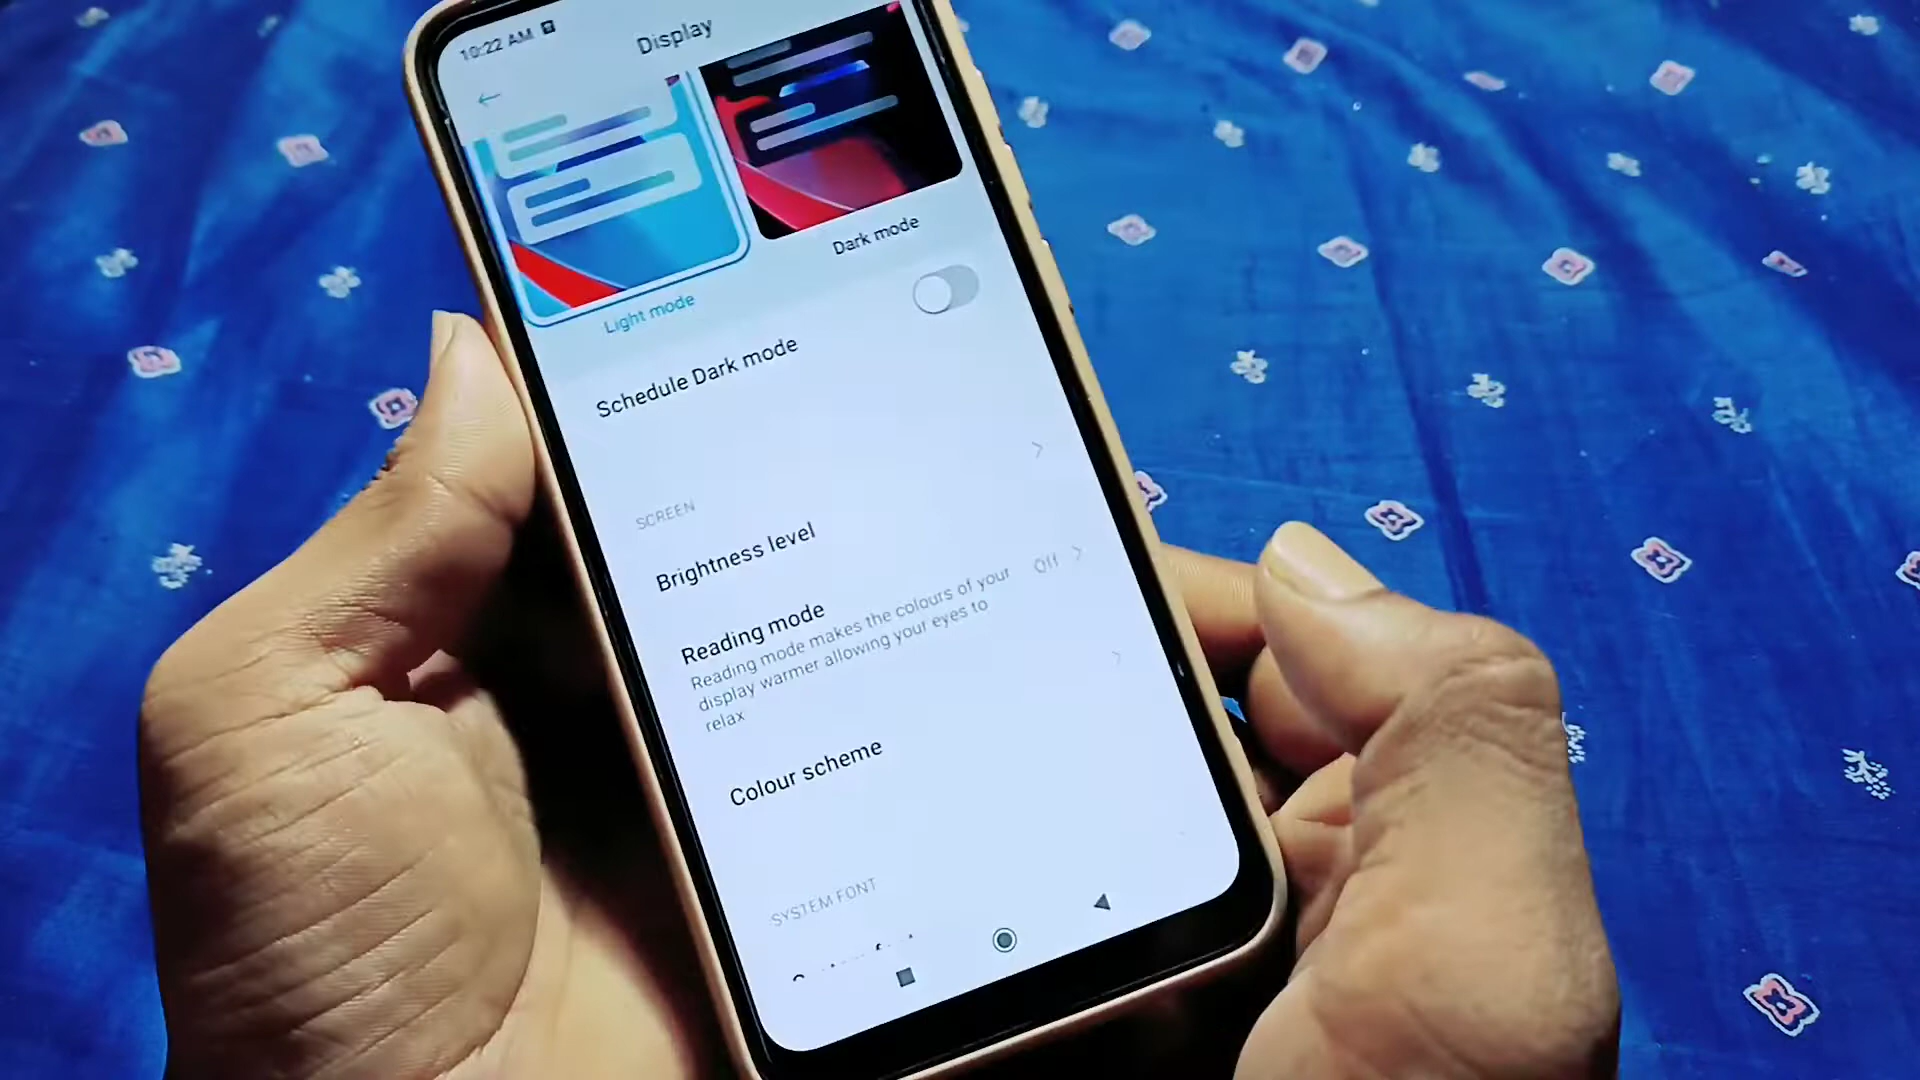 10:22 AM
Display
Light mode
Dark mode
Schedule Dark mode
SCREEN
Brightness level
Reading mode
Off
Reading mode makes the colours of your
display warmer allowing your eyes to
relax
Colour scheme
SYSTEM FONT